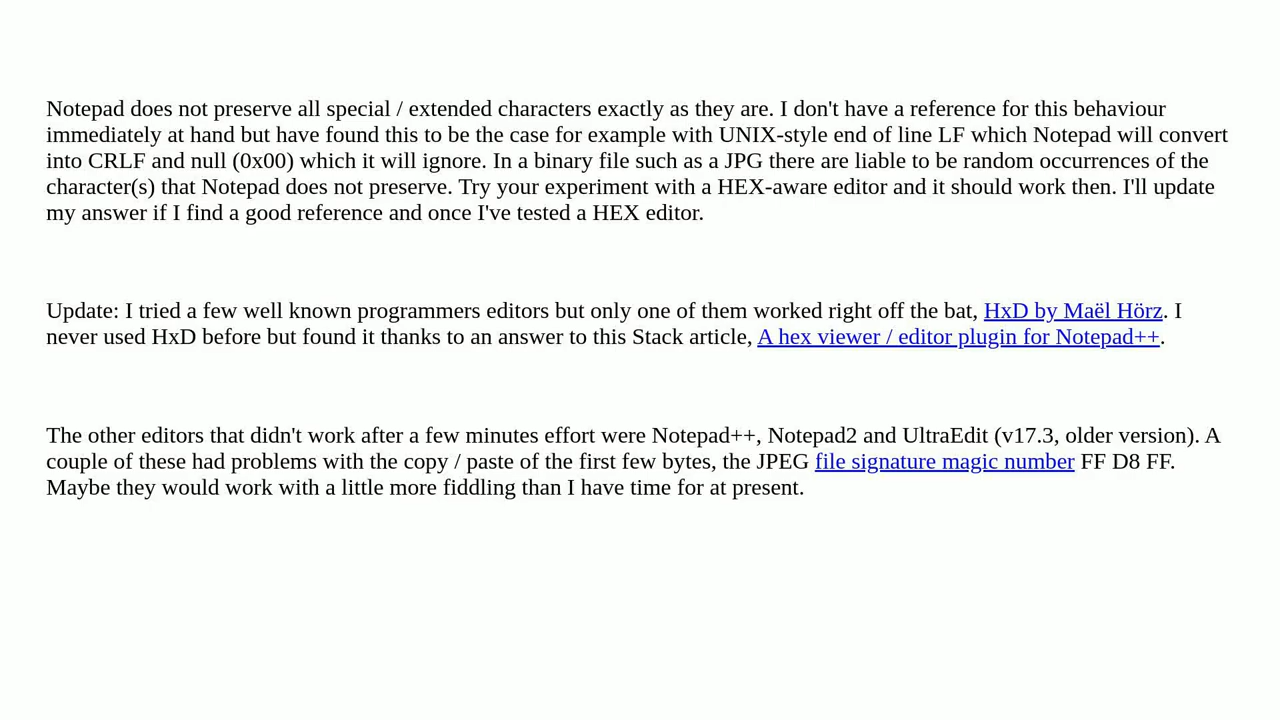 Notepad does not preserve all special / extended characters exactly as they are. I don't have a reference for this behaviour
immediately at hand but have found this to be the case for example with UNIX-style end of line LF which Notepad will convert
into CRLF and null (0x00) which it will ignore. In a binary file such as a JPG there are liable to be random occurrences of the
character(s) that Notepad does not preserve. Try your experiment with a HEX-aware editor and it should work then. I'll update
my answer if I find a good reference and once I've tested a HEX editor.
Update: I tried a few well known programmers editors but only one of them worked right off the bat, HxD by Maël Hörz. I
never used HxD before but found it thanks to an answer to this Stack article, A hex viewer / editor plugin for Notepad++.
The other editors that didn't work after a few minutes effort were Notepad++, Notepad2 and UltraEdit (v17.3, older version). A
couple of these had problems with the copy / paste of the first few bytes, the JPEG file signature magic number FF D8 FF.
Maybe they would work with a little more fiddling than I have time for at present.